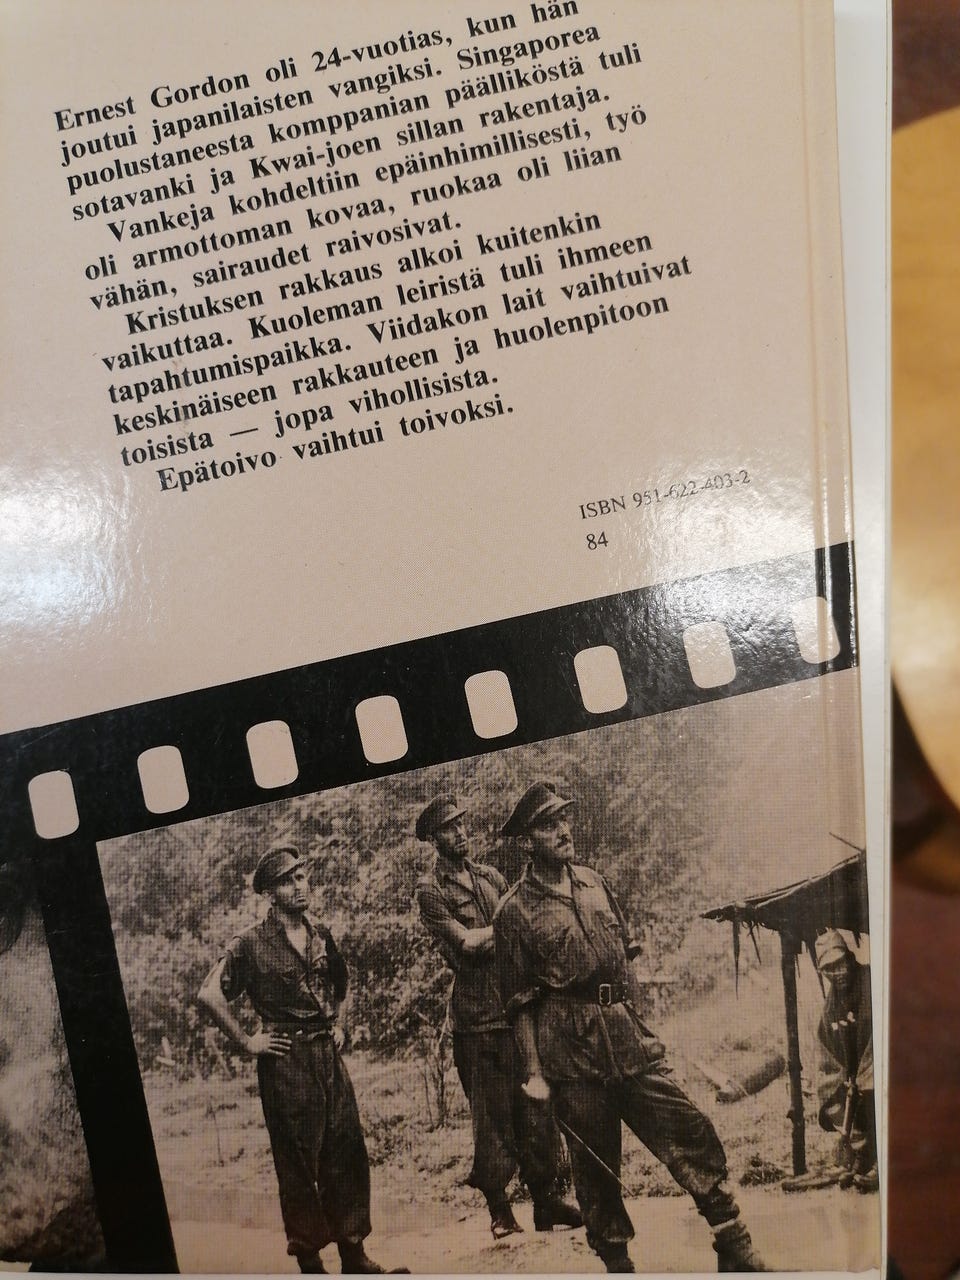 Ernest Gordon oli 24-vuotias, kun hän
joutui japanilaisten vangiksi. Singaporea
puolustaneesta komppanian päälliköstä tuli
sotavanki ja Kwai-joen sillan rakentaja.
Vankeja kohdeltiin epäinhimillisesti, työ
oli armottoman kovaa, ruokaa oli liian
vähän, sairaudet raivosivat.
Kristuksen rakkaus alkoi kuitenkin
vaikuttaa. Kuoleman leiristä tuli ihmeen
tapahtumispaikka. Viidakon lait vaihtuivat
keskinäiseen rakkauteen ja huolenpitoon
toisista — jopa vihollisista.
Epätoivo vaihtui toivoksi.
ISBN 951-622-403-2
84